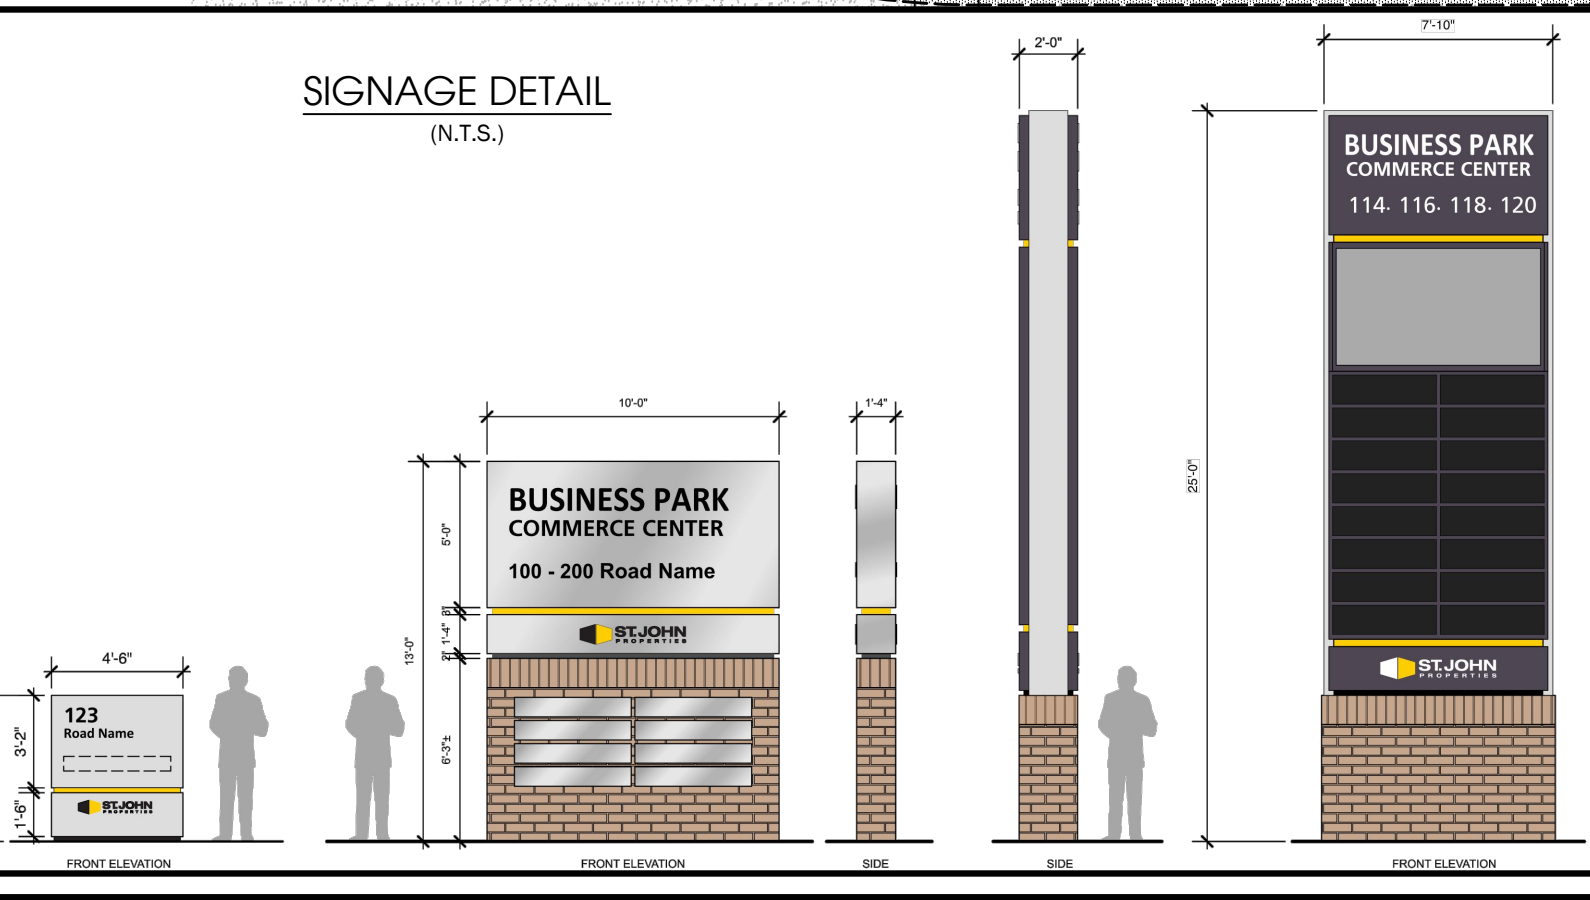 SIGNAGE DETAIL
(N.T.S.)
4'-6"
3'-2"
1'-6"
123
Road Name
ST.JOHN
PROPERTIES
FRONT ELEVATION
10'-0"
13'-0"
5'-0"
3"
1'-4"
2"
6'-3"±
BUSINESS PARK
COMMERCE CENTER
100 - 200 Road Name
ST.JOHN
PROPERTIES
FRONT ELEVATION
1'-4"
SIDE
2'-0"
SIDE
7'-10"
25'-0"
BUSINESS PARK
COMMERCE CENTER
114· 116· 118· 120
ST.JOHN
PROPERTIES
FRONT ELEVATION